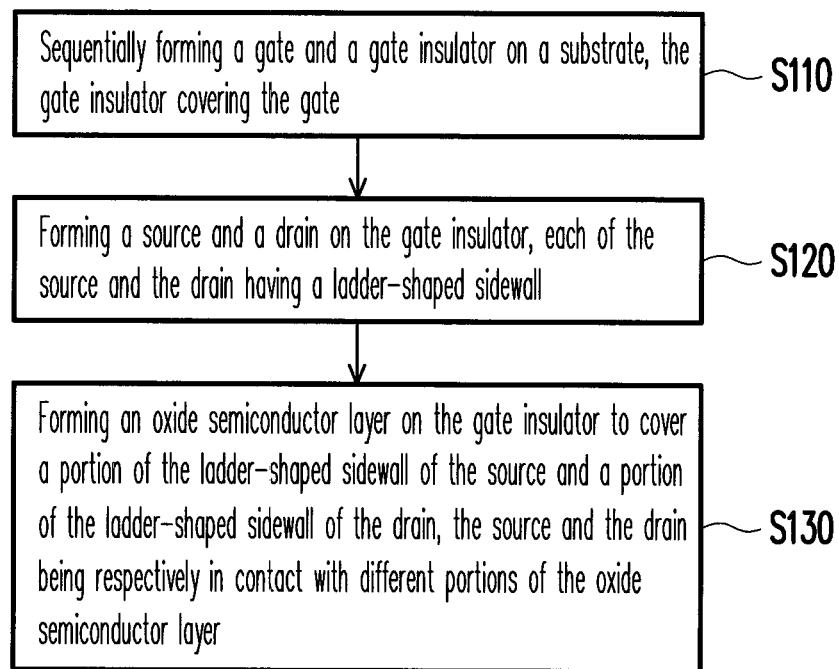 Sequentially forming a gate and a gate insulator on a substrate, the
gate insulator covering the gate
S110
Forming a source and a drain on the gate insulator, each of the
source and the drain having a ladder-shaped sidewall
S120
Forming an oxide semiconductor layer on the gate insulator to cover
a portion of the ladder-shaped sidewall of the source and a portion
of the ladder-shaped sidewall of the drain, the source and the drain
being respectively in contact with different portions of the oxide
semiconductor layer
S130